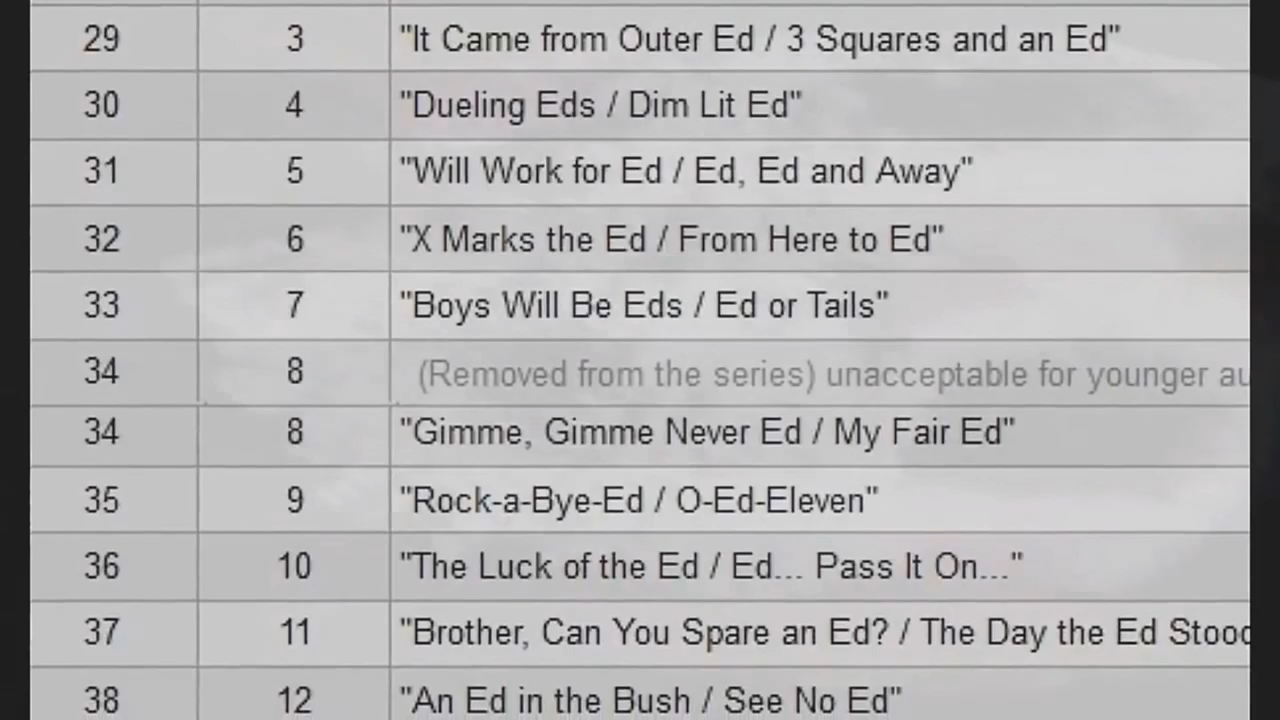 29 3 "It Came from Outer Ed / 3 Squares and an Ed"
30 4 "Dueling Eds / Dim Lit Ed"
31 5 "Will Work for Ed / Ed, Ed and Away"
32 6 "X Marks the Ed / From Here to Ed"
33 7 "Boys Will Be Eds / Ed or Tails"
34 8 (Removed from the series) unacceptable for younger
34 8 "Gimme, Gimme Never Ed / My Fair Ed"
35 9 "Rock-a-Bye-Ed / O-Ed-Eleven"
36 10 "The Luck of the Ed / Ed... Pass It On..."
37 11 "Brother, Can You Spare an Ed? / The Day the Ed
38 12 "An Ed in the Bush / See No Ed"